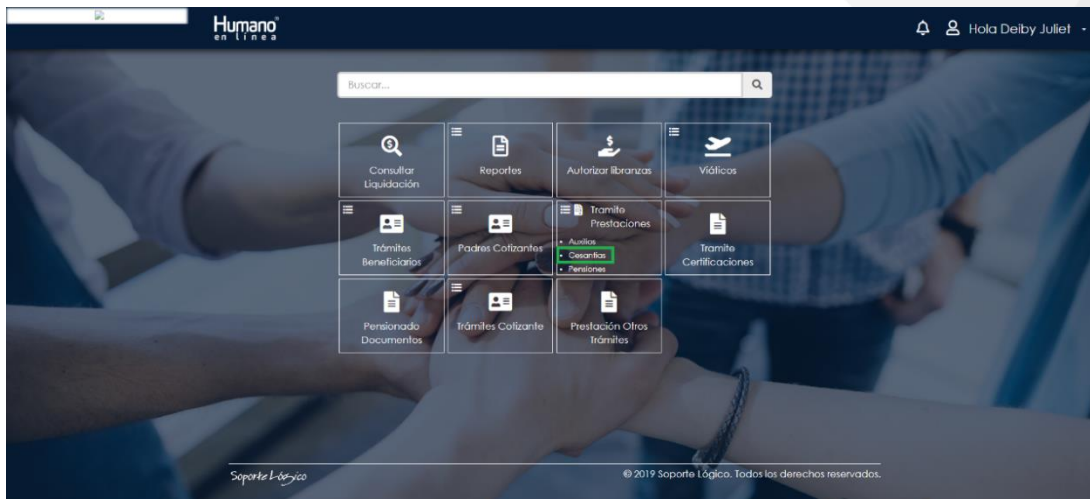 Humano®
en línea
Hola Deiby Juliet
Buscar...
Consultar
Liquidación
Reportes
Autorizar libranzas
Viáticos
Trámites
Beneficiarios
Padres Cotizantes
Tramite
Prestaciones
• Auxilios
• Cesantías
• Pensiones
Tramite
Certificaciones
Pensionado
Documentos
Trámites Cotizante
Prestación Otros
Trámites
Soporte Lógico
© 2019 Soporte Lógico. Todos los derechos reservados.